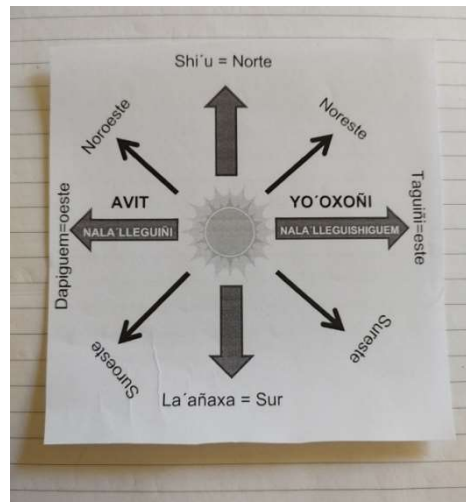 Shi´u = Norte
Noroeste
Noreste
AVIT
YO´OXOÑI
Dapiguem=oeste
NALA´LLEGUIÑI
NALA´LLEGUISHIGUEM
Taguiñi=este
Suroeste
Sureste
La´añaxa = Sur